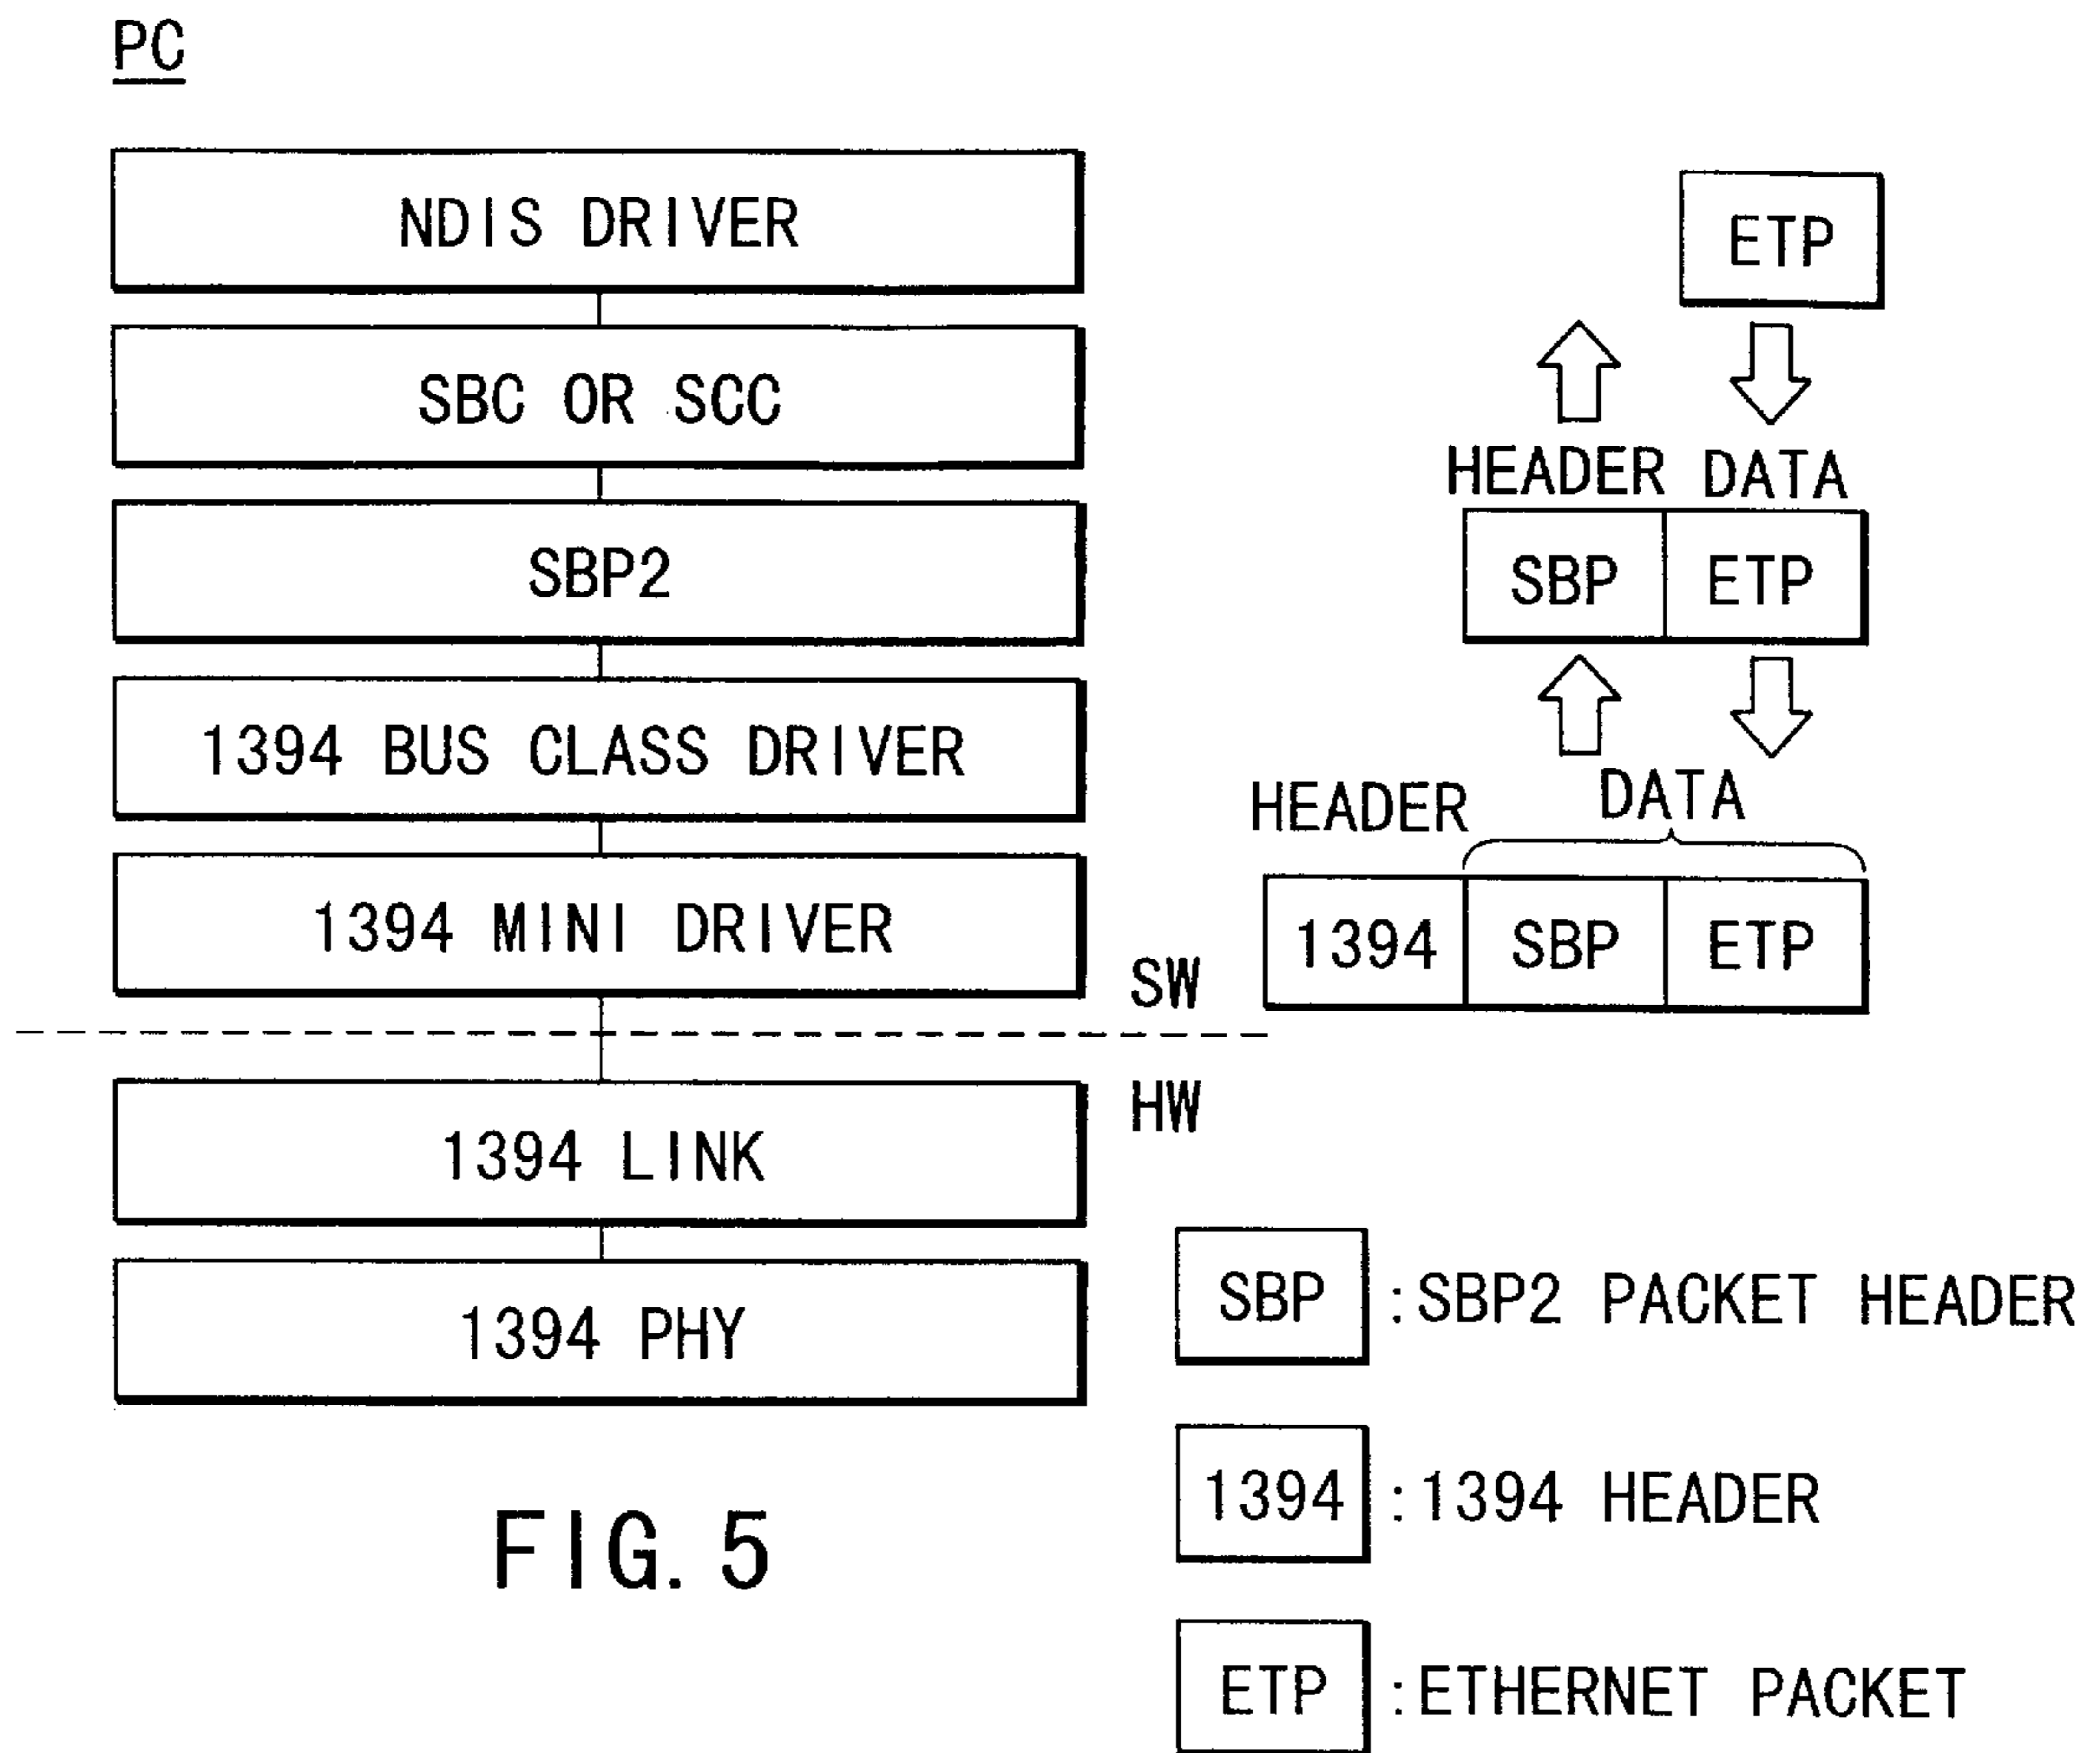 PC
NDIS DRIVER
SBC OR SCC
SBP2
1394 BUS CLASS DRIVER
1394 MINI DRIVER
SW
HW
1394 LINK
1394 PHY
ETP
HEADER DATA
SBP ETP
HEADER DATA
1394 SBP ETP
SBP :SBP2 PACKET HEADER
1394 :1394 HEADER
ETP :ETHERNET PACKET
FIG. 5